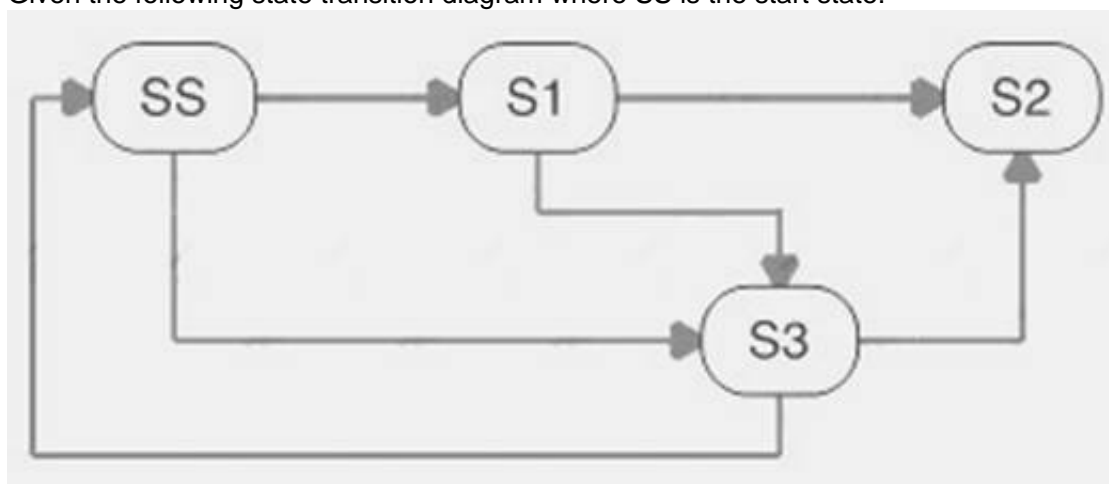 Given the following state transition diagram where SS is the start state:
SS
S1
S2
S3